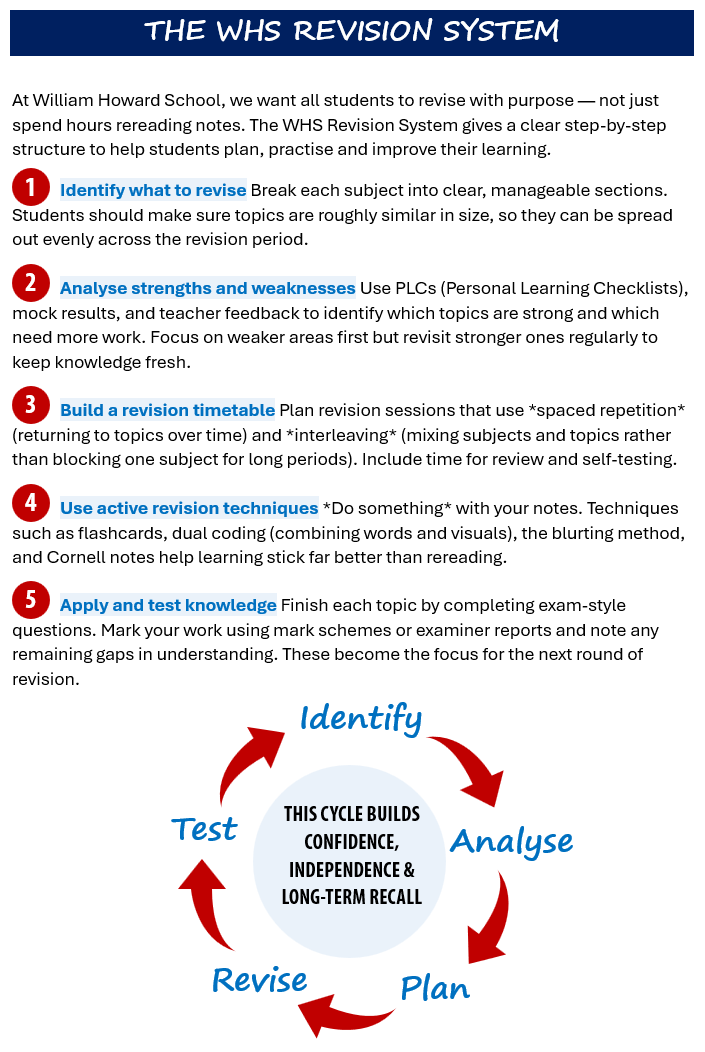 THE WHS REVISION SYSTEM
At William Howard School, we want all students to revise with purpose — not just
spend hours rereading notes. The WHS Revision System gives a clear step-by-step
structure to help students plan, practise and improve their learning.
1 Identify what to revise Break each subject into clear, manageable sections.
Students should make sure topics are roughly similar in size, so they can be spread
out evenly across the revision period.
2 Analyse strengths and weaknesses Use PLCs (Personal Learning Checklists),
mock results, and teacher feedback to identify which topics are strong and which
need more work. Focus on weaker areas first but revisit stronger ones regularly to
keep knowledge fresh.
3 Build a revision timetable Plan revision sessions that use *spaced repetition*
(returning to topics over time) and *interleaving* (mixing subjects and topics rather
than blocking one subject for long periods). Include time for review and self-testing.
4 Use active revision techniques *Do something* with your notes. Techniques
such as flashcards, dual coding (combining words and visuals), the blurting method,
and Cornell notes help learning stick far better than rereading.
5 Apply and test knowledge Finish each topic by completing exam-style
questions. Mark your work using mark schemes or examiner reports and note any
remaining gaps in understanding. These become the focus for the next round of
revision.
Identify
Analyse
Plan
Revise
Test
THIS CYCLE BUILDS
CONFIDENCE,
INDEPENDENCE &
LONG-TERM RECALL